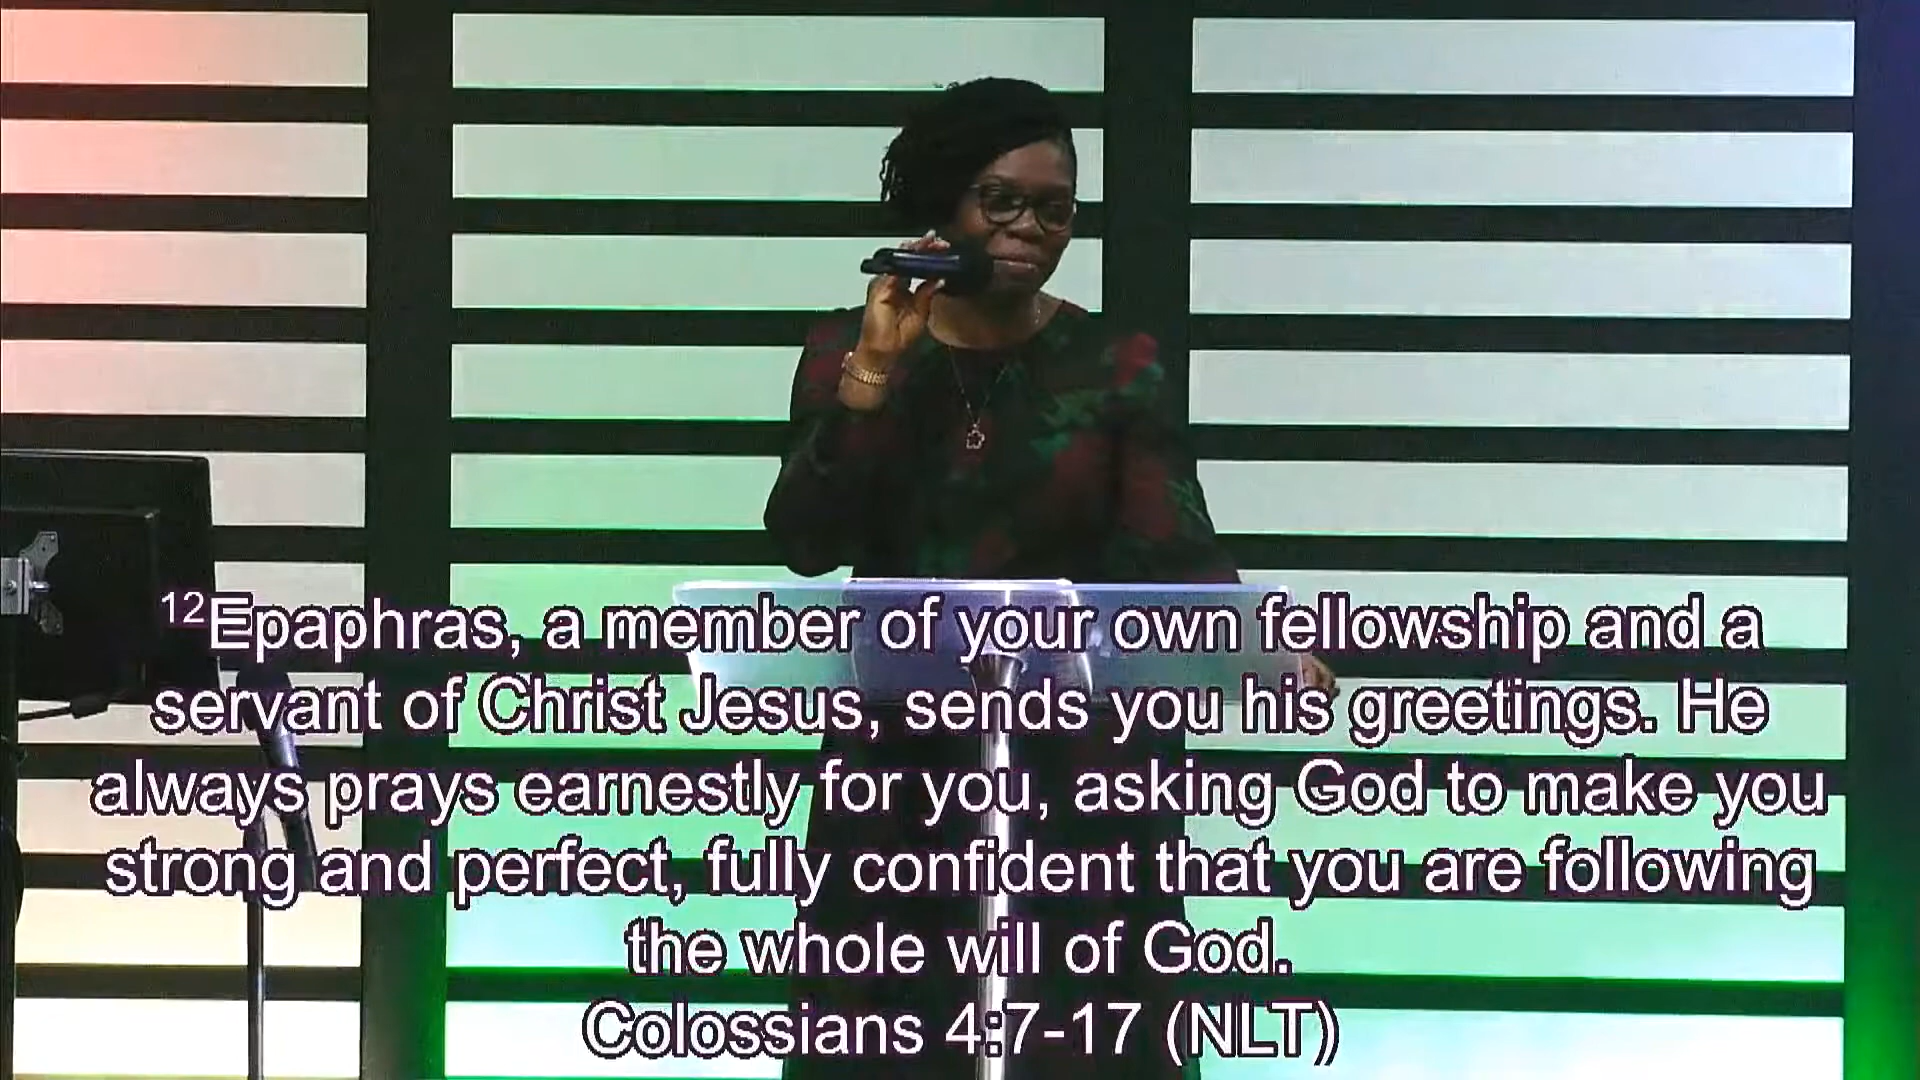 ¹²Epaphras, a member of your own fellowship and a
servant of Christ Jesus, sends you his greetings. He
always prays earnestly for you, asking God to make you
strong and perfect, fully confident that you are following
the whole will of God.
Colossians 4:7-17 (NLT)